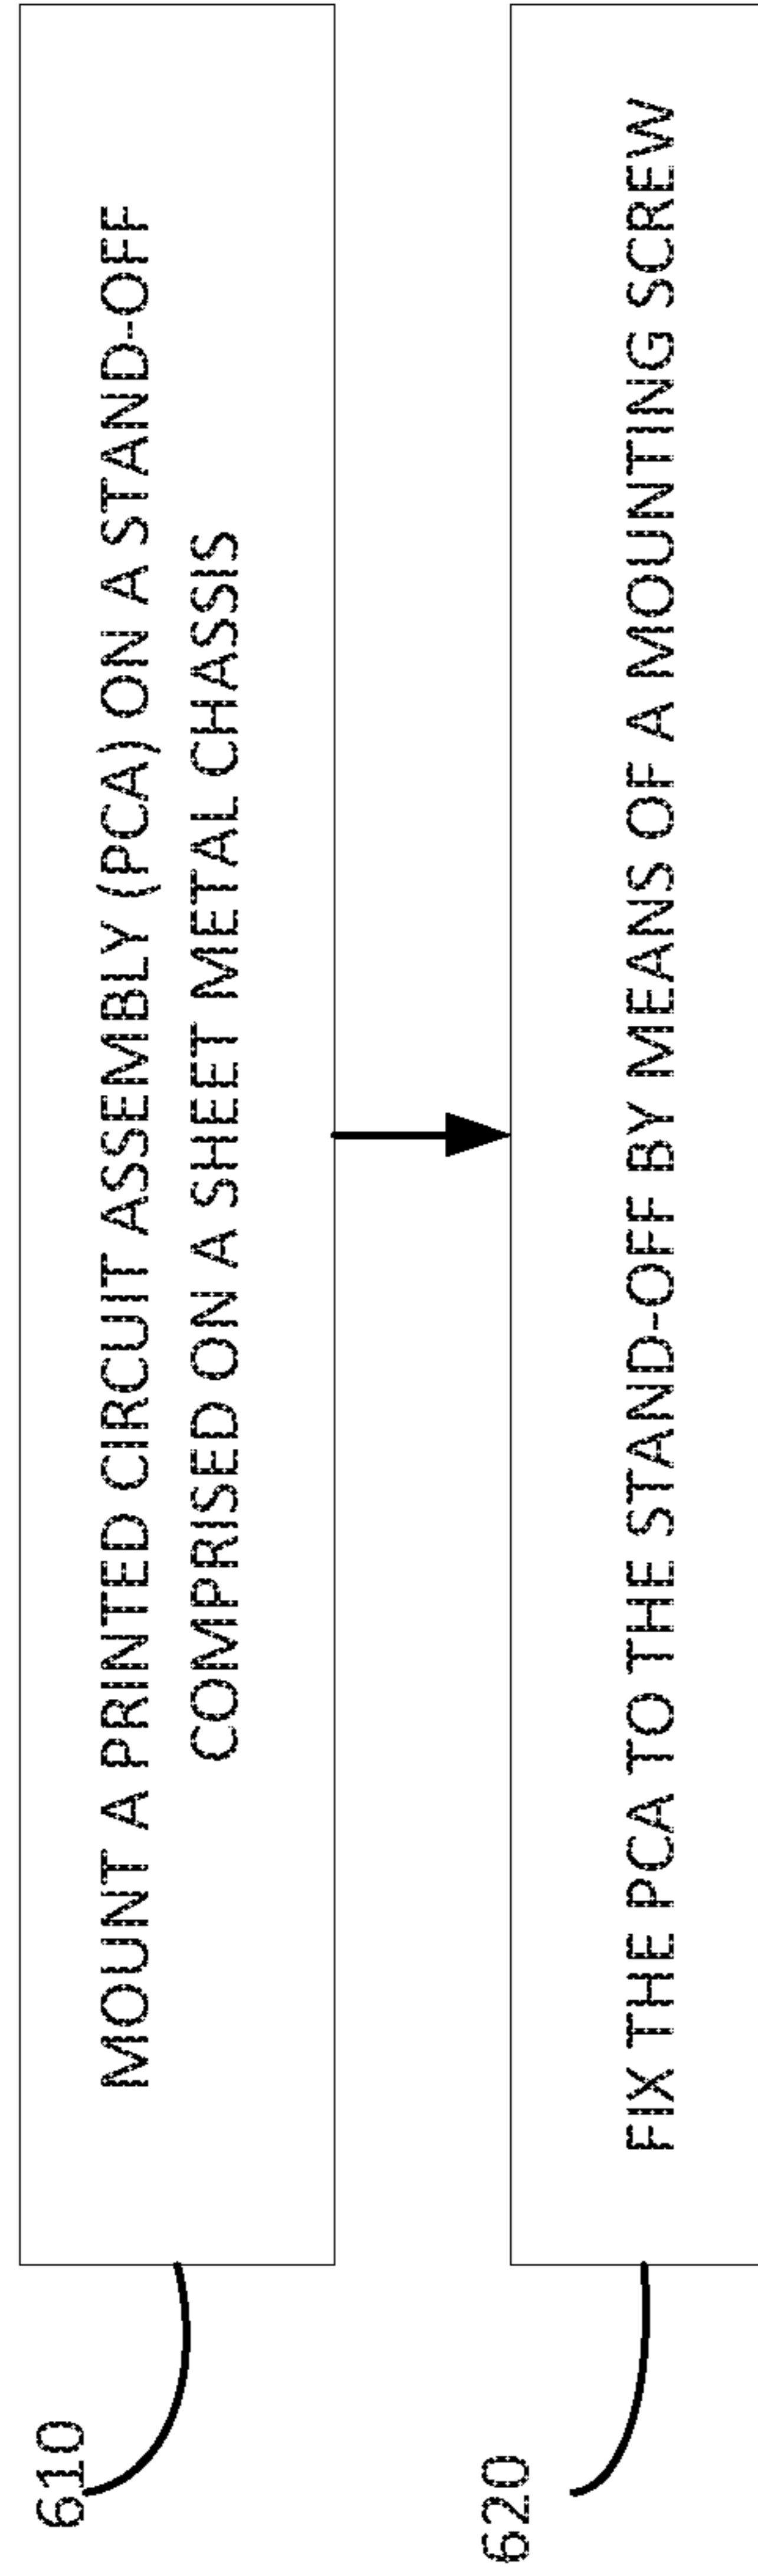 610
MOUNT A PRINTED CIRCUIT ASSEMBLY (PCA) ON A STAND-OFF
COMPRISED ON A SHEET METAL CHASSIS
620
FIX THE PCA TO THE STAND-OFF BY MEANS OF A MOUNTING SCREW